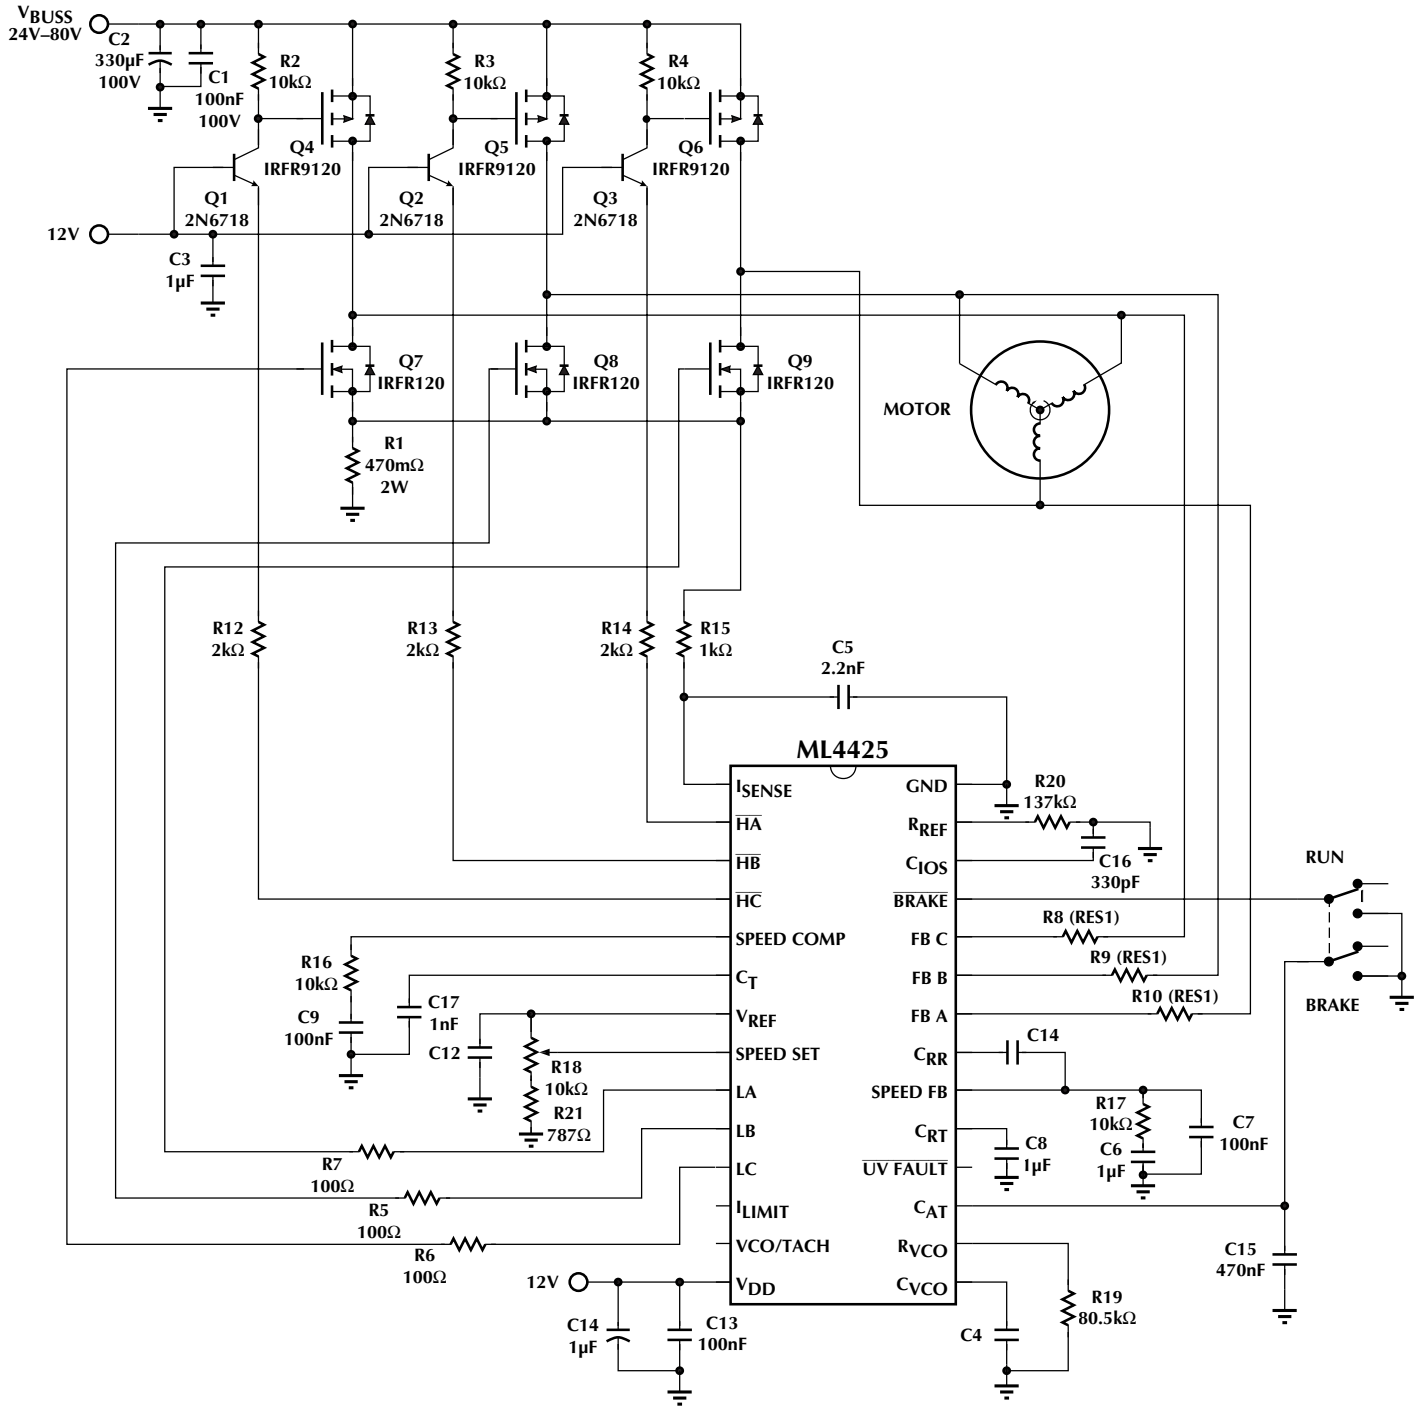 VBUSS
24V–80V
C2
330µF
100V
C1
100nF
100V
R2
10kΩ
R3
10kΩ
R4
10kΩ
Q4
IRFR9120
Q5
IRFR9120
Q6
IRFR9120
Q1
2N6718
Q2
2N6718
Q3
2N6718
12V
C3
1µF
Q7
IRFR120
Q8
IRFR120
Q9
IRFR120
MOTOR
R1
470mΩ
2W
R12
2kΩ
R13
2kΩ
R14
2kΩ
R15
1kΩ
C5
2.2nF
ML4425
ISENSE
HA
HB
HC
SPEED COMP
CT
VREF
SPEED SET
LA
LB
LC
ILIMIT
VCO/TACH
VDD
GND
RREF
CIOS
BRAKE
FB C
FB B
FB A
CRR
SPEED FB
CRT
UV FAULT
CAT
RVCO
CVCO
R20
137kΩ
C16
330pF
RUN
R8 (RES1)
R9 (RES1)
R10 (RES1)
BRAKE
R16
10kΩ
C9
100nF
C17
1nF
C12
R18
10kΩ
R21
787Ω
C14
R17
10kΩ
C6
1µF
C7
100nF
C8
1µF
R7
100Ω
R5
100Ω
R6
100Ω
12V
C14
1µF
C13
100nF
C4
R19
80.5kΩ
C15
470nF